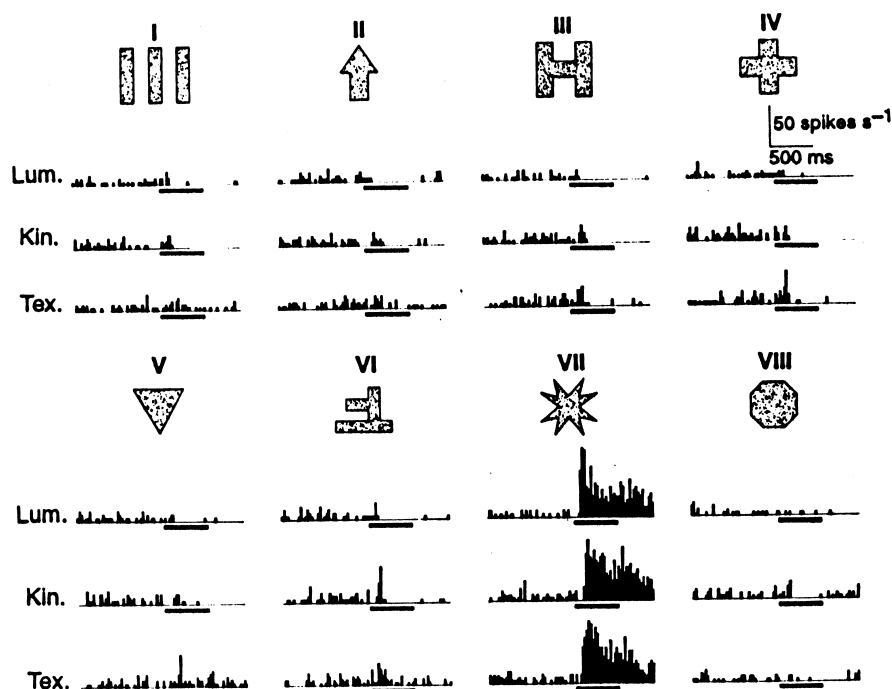 I II III IV
50 spikes s⁻¹
500 ms
Lum.
Kin.
Tex.
V VI VII VIII
Lum.
Kin.
Tex.